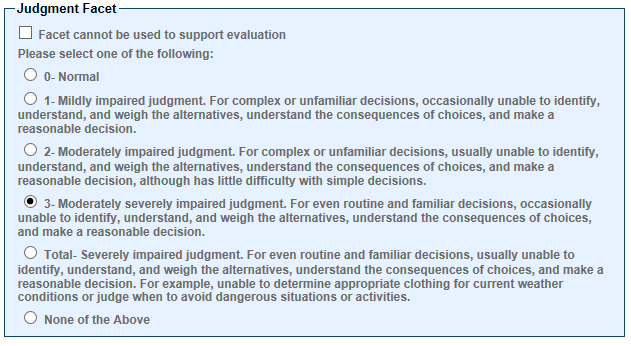 Judgment Facet
Facet cannot be used to support evaluation
Please select one of the following:
0- Normal
1- Mildly impaired judgment. For complex or unfamiliar decisions, occasionally unable to identify,
understand, and weigh the alternatives, understand the consequences of choices, and make a
reasonable decision.
2- Moderately impaired judgment. For complex or unfamiliar decisions, usually unable to identify,
understand, and weigh the alternatives, understand the consequences of choices, and make a
reasonable decision, although has little difficulty with simple decisions.
3- Moderately severely impaired judgment. For even routine and familiar decisions, occasionally
unable to identify, understand, and weigh the alternatives, understand the consequences of choices,
and make a reasonable decision.
Total- Severely impaired judgment. For even routine and familiar decisions, usually unable to
identify, understand, and weigh the alternatives, understand the consequences of choices, and make a
reasonable decision. For example, unable to determine appropriate clothing for current weather
conditions or judge when to avoid dangerous situations or activities.
None of the Above